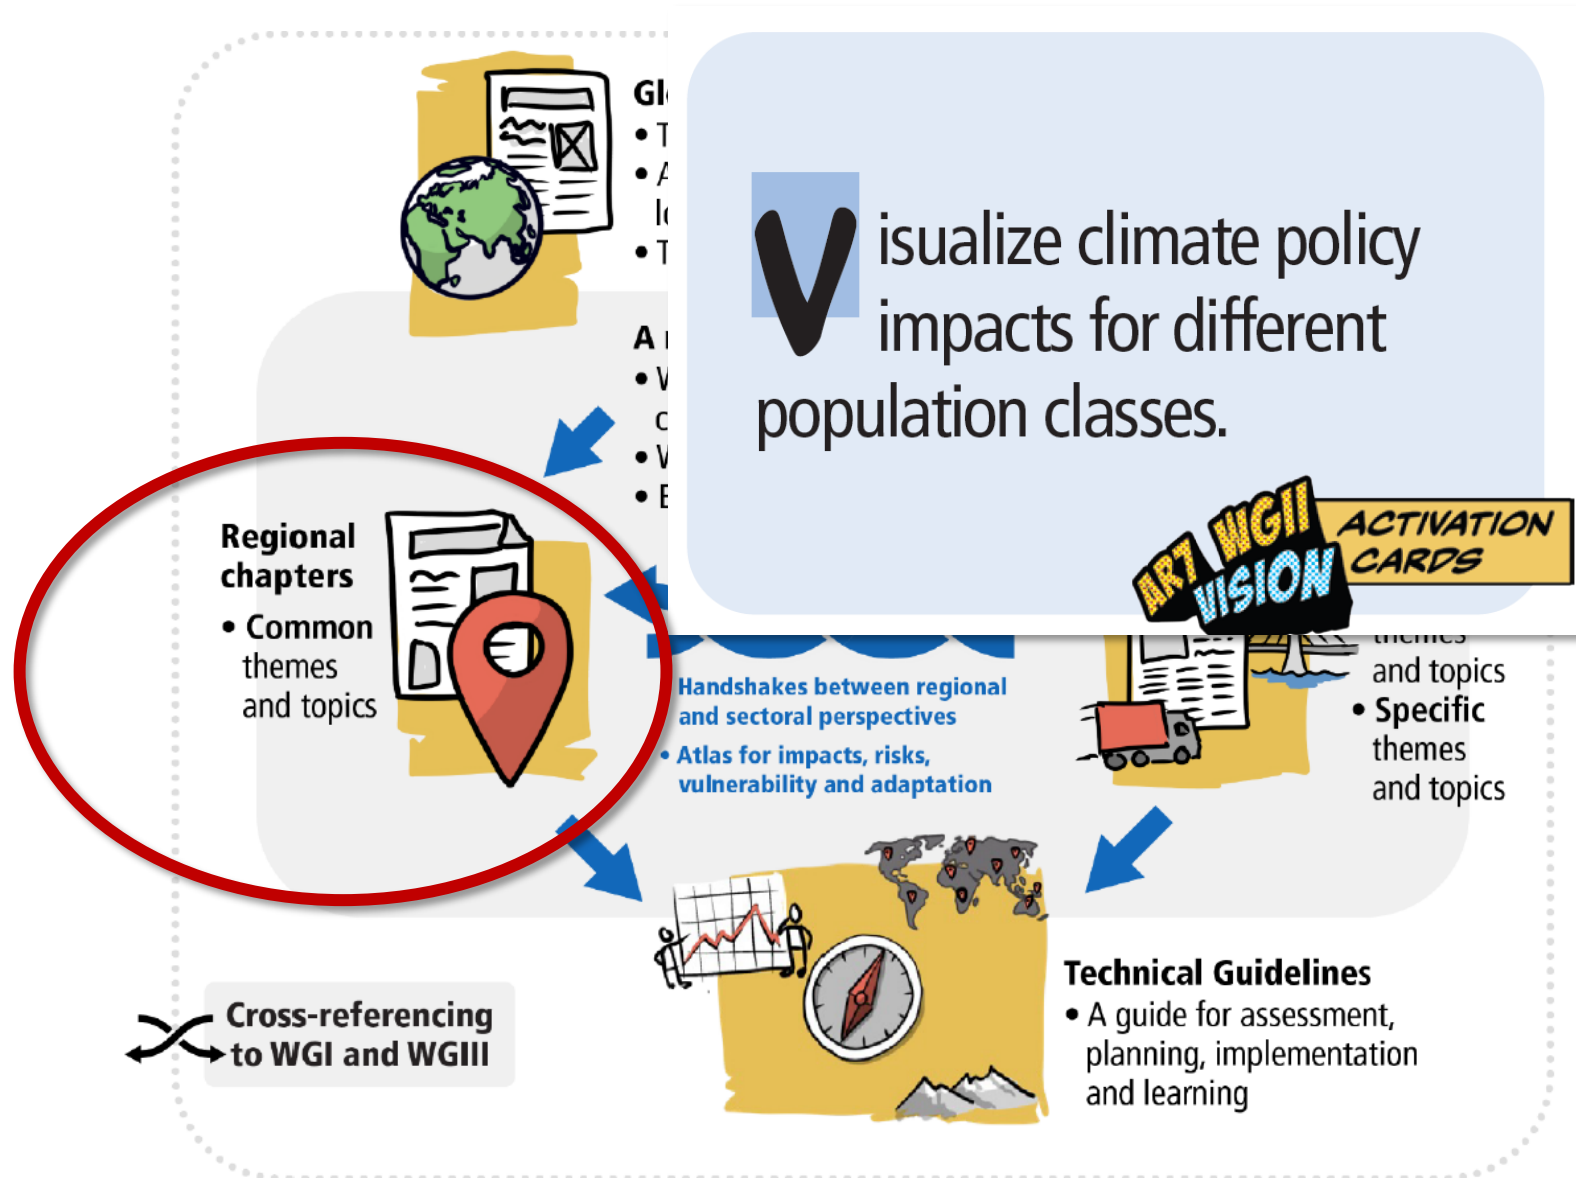 Visualize climate policy
impacts for different
population classes.
AR7 WGII
VISION
ACTIVATION
CARDS
Regional
chapters
• Common
themes
and topics
Handshakes between regional
and sectoral perspectives
• Atlas for impacts, risks,
vulnerability and adaptation
themes
and topics
• Specific
themes
and topics
Cross-referencing
to WGI and WGIII
Technical Guidelines
• A guide for assessment,
planning, implementation
and learning